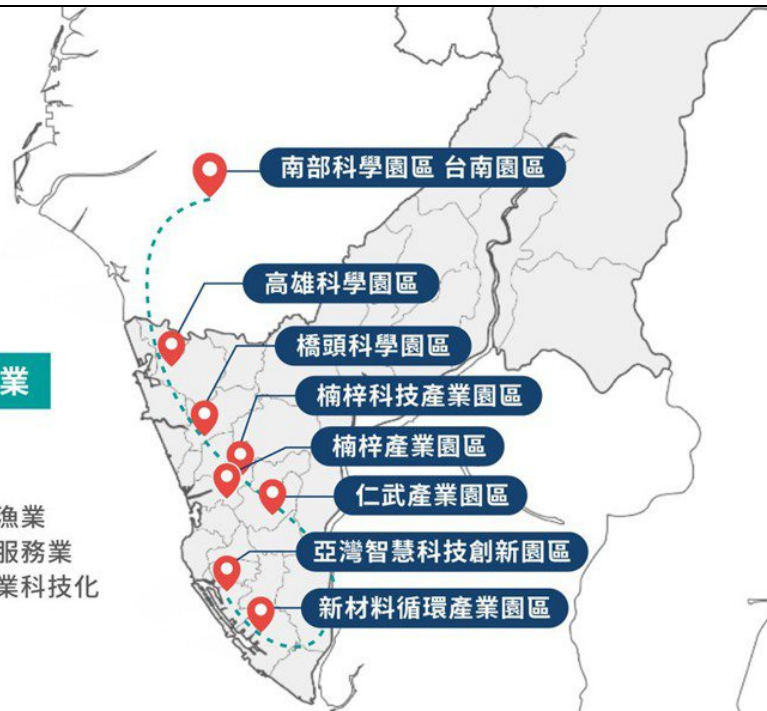 南部科學園區 台南園區
高雄科學園區
橋頭科學園區
業
楠梓科技產業園區
楠梓產業園區
仁武產業園區
漁業
服務業
業科技化
亞灣智慧科技創新園區
新材料循環產業園區